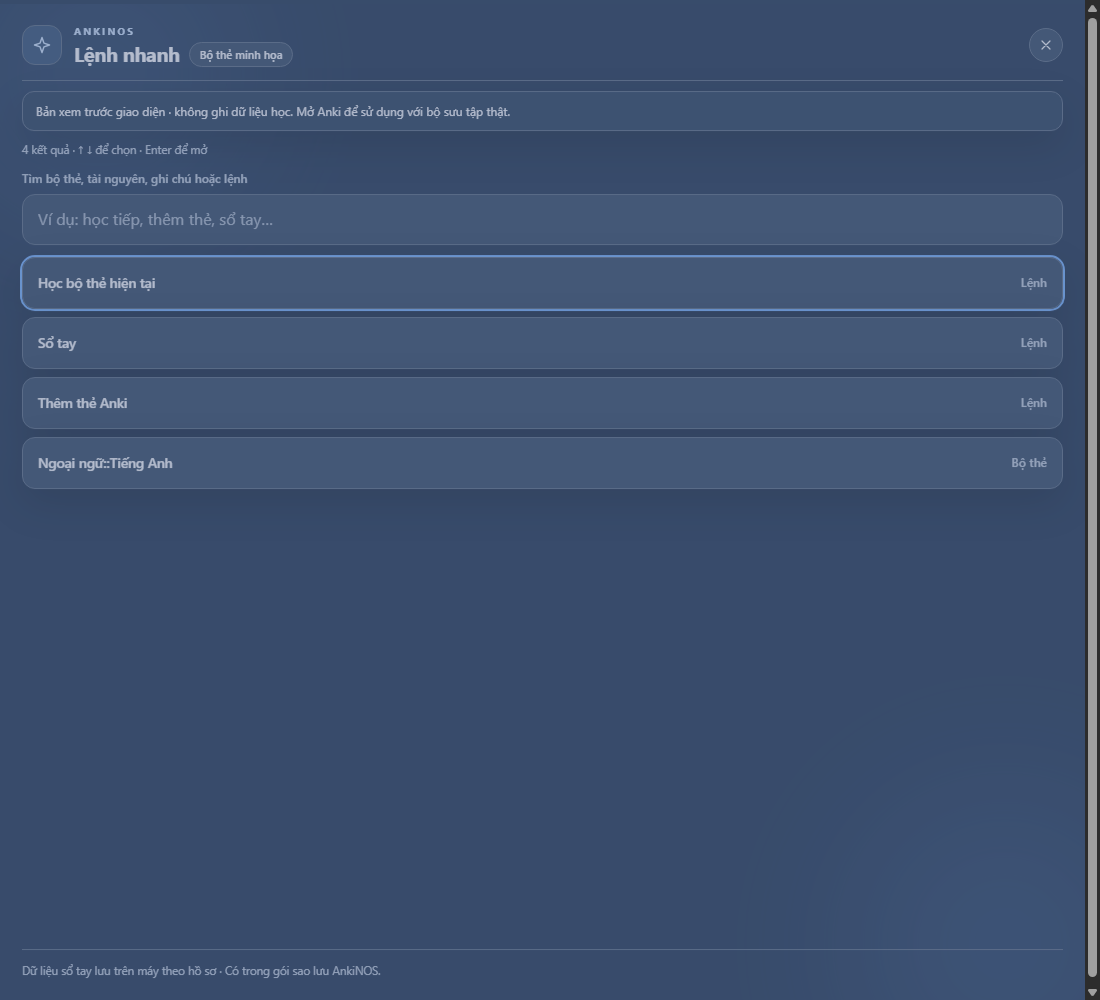 ANKINOS
Lệnh nhanh Bộ thẻ minh họa
Bản xem trước giao diện · không ghi dữ liệu học. Mở Anki để sử dụng với bộ sưu tập thật.
4 kết quả · ↑ ↓ để chọn · Enter để mở
Tìm bộ thẻ, tài nguyên, ghi chú hoặc lệnh
Ví dụ: học tiếp, thêm thẻ, sổ tay...
Học bộ thẻ hiện tại Lệnh
Sổ tay Lệnh
Thêm thẻ Anki Lệnh
Ngoại ngữ::Tiếng Anh Bộ thẻ
Dữ liệu sổ tay lưu trên máy theo hồ sơ · Có trong gói sao lưu AnkiNOS.